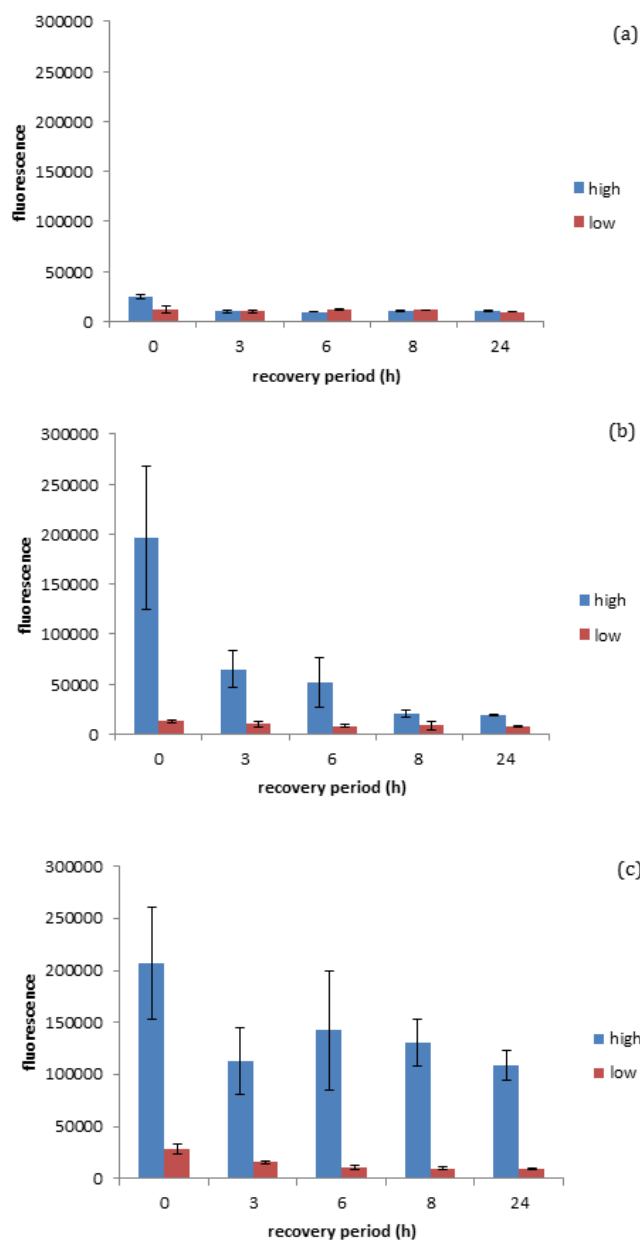 (a)
300000
250000
200000
150000
100000
50000
0
fluorescence
high
low
0 3 6 8 24
recovery period (h)
(b)
300000
250000
200000
150000
100000
50000
0
fluorescence
high
low
0 3 6 8 24
recovery period (h)
(c)
300000
250000
200000
150000
100000
50000
0
fluorescence
high
low
0 3 6 8 24
recovery period (h)